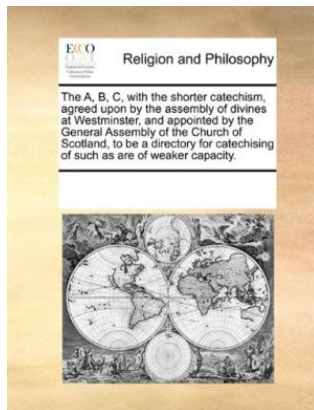 ECCO
Religion and Philosophy
The A, B, C, with the shorter catechism,
agreed upon by the assembly of divines
at Westminster, and appointed by the
General Assembly of the Church of
Scotland, to be a directory for catechising
of such as are of weaker capacity.